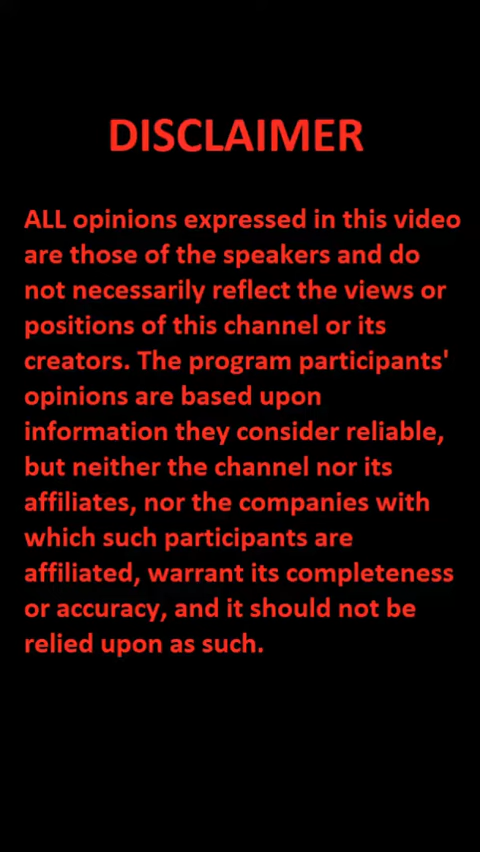 DISCLAIMER
ALL opinions expressed in this video
are those of the speakers and do
not necessarily reflect the views or
positions of this channel or its
creators. The program participants'
opinions are based upon
information they consider reliable,
but neither the channel nor its
affiliates, nor the companies with
which such participants are
affiliated, warrant its completeness
or accuracy, and it should not be
relied upon as such.